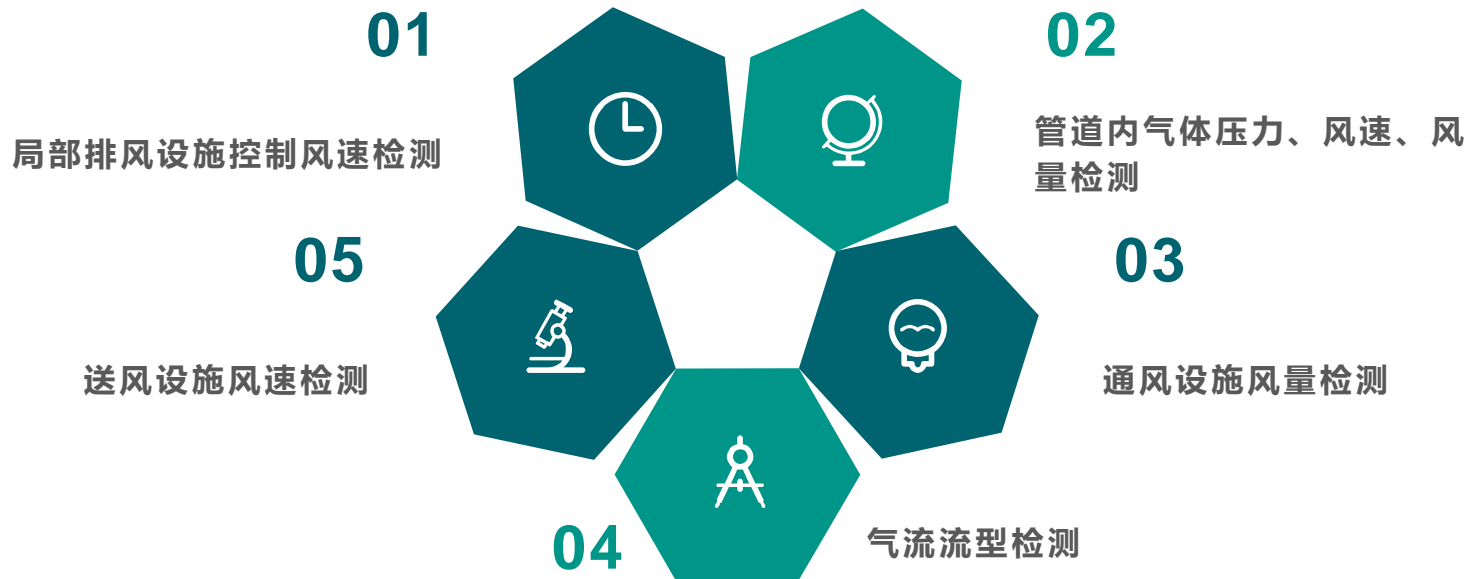 01
局部排风设施控制风速检测
02
管道内气体压力、风速、风
量检测
03
通风设施风量检测
04
气流流型检测
05
送风设施风速检测